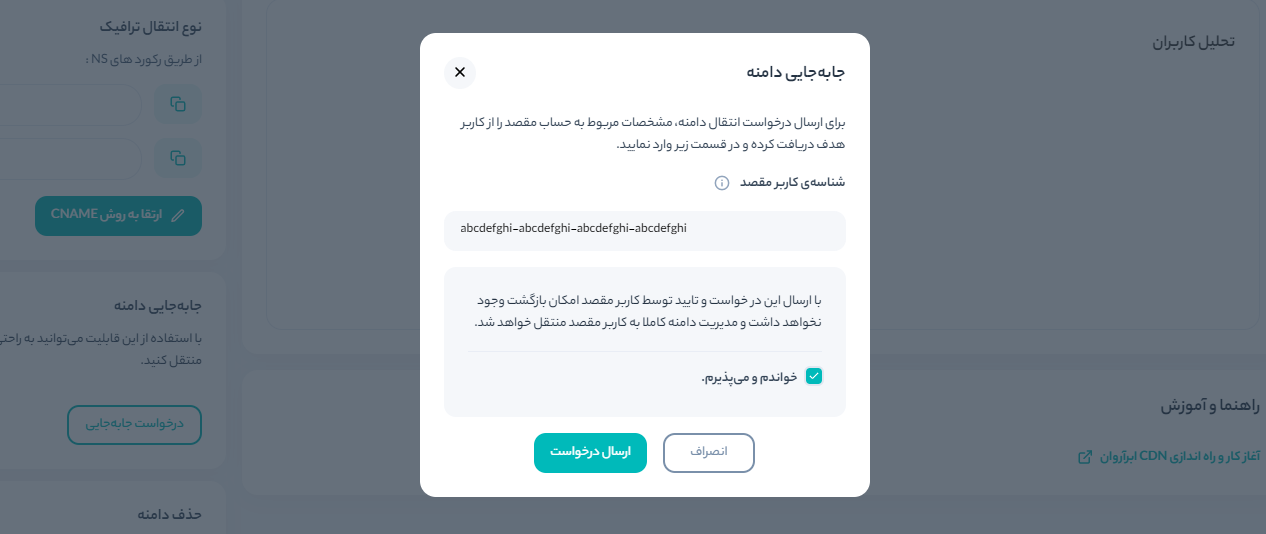 جابه‌جایی دامنه
برای ارسال درخواست انتقال دامنه، مشخصات مربوط به حساب مقصد را از کاربر
هدف دریافت کرده و در قسمت زیر وارد نمایید.
شناسه‌ی کاربر مقصد
abcdefghi-abcdefghi-abcdefghi-abcdefghi
با ارسال این در خواست و تایید توسط کاربر مقصد امکان بازگشت وجود
نخواهد داشت و مدیریت دامنه کاملا به کاربر مقصد منتقل خواهد شد.
خواندم و می‌پذیرم.
انصراف
ارسال درخواست
تحلیل کاربران
راهنما و آموزش
آغاز کار و راه اندازی CDN ابرآروان
نوع انتقال ترافیک
از طریق رکورد های NS :
ارتقا به روش CNAME
جابه‌جایی دامنه
با استفاده از این قابلیت می‌توانید به
منتقل کنید.
درخواست جابه‌جایی
حذف دامنه